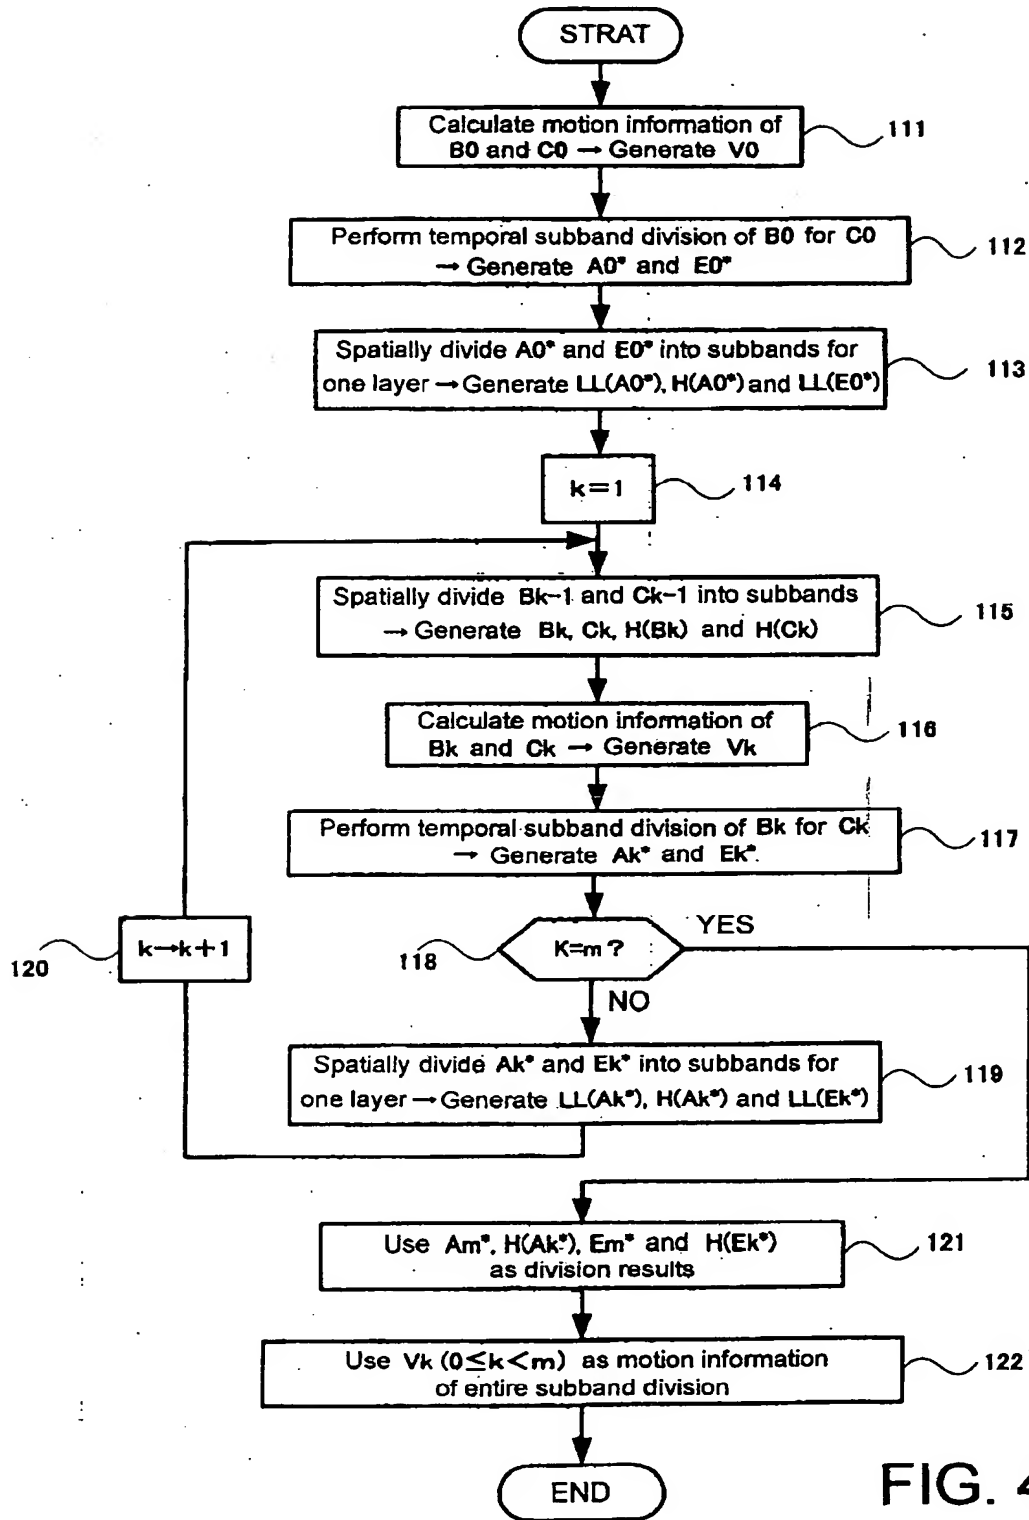 STRAT
Calculate motion information of
B0 and C0 → Generate V0
111
Perform temporal subband division of B0 for C0
→ Generate A0* and E0*
112
Spatially divide A0* and E0* into subbands for
one layer → Generate LL(A0*), H(A0*) and LL(E0*)
113
k=1
114
Spatially divide Bk-1 and Ck-1 into subbands
→ Generate Bk, Ck, H(Bk) and H(Ck)
115
Calculate motion information of
Bk and Ck → Generate Vk
116
Perform temporal subband division of Bk for Ck
→ Generate Ak* and Ek*.
117
k→k+1
120
K=m?
118
YES
NO
Spatially divide Ak* and Ek* into subbands for
one layer → Generate LL(Ak*), H(Ak*) and LL(Ek*)
119
Use Am*, H(Ak*), Em* and H(Ek*)
as division results
121
Use Vk (0≤k<m) as motion information
of entire subband division
122
END
FIG. 4